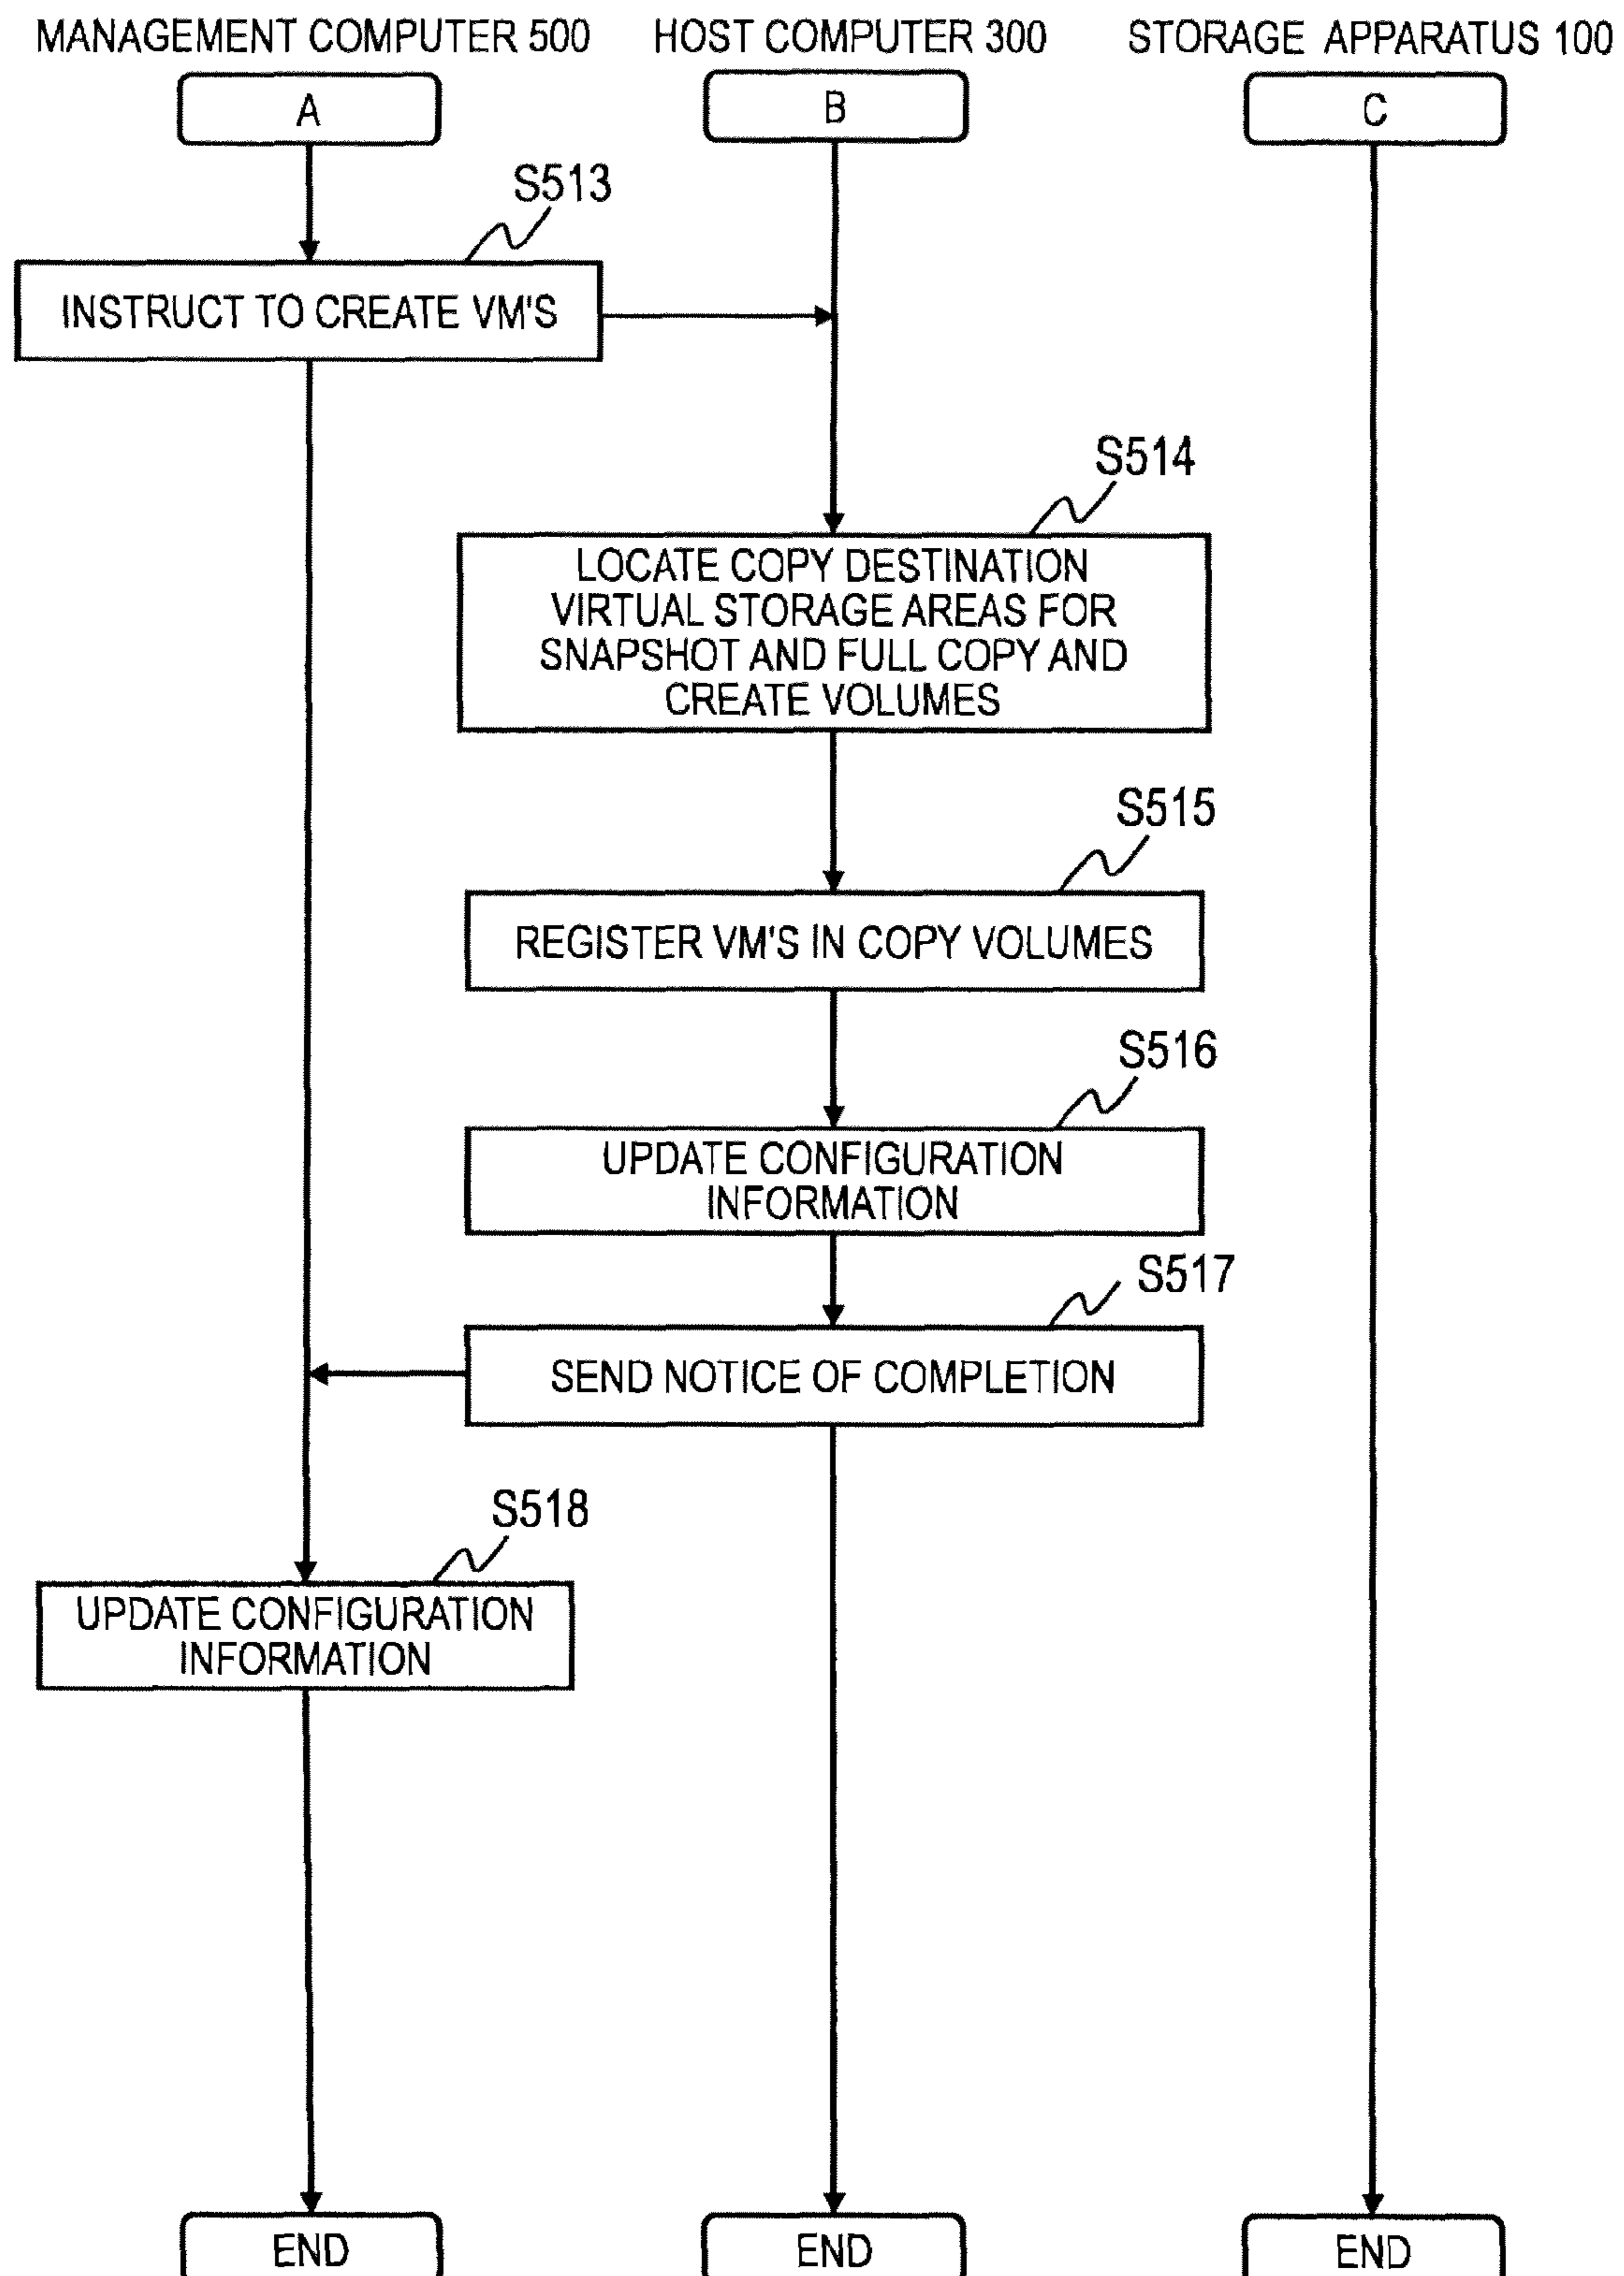 MANAGEMENT COMPUTER 500
HOST COMPUTER 300
STORAGE APPARATUS 100
A
B
C
S513
INSTRUCT TO CREATE VM'S
S514
LOCATE COPY DESTINATION
VIRTUAL STORAGE AREAS FOR
SNAPSHOT AND FULL COPY AND
CREATE VOLUMES
S515
REGISTER VM'S IN COPY VOLUMES
S516
UPDATE CONFIGURATION
INFORMATION
S517
SEND NOTICE OF COMPLETION
S518
UPDATE CONFIGURATION
INFORMATION
END
END
END